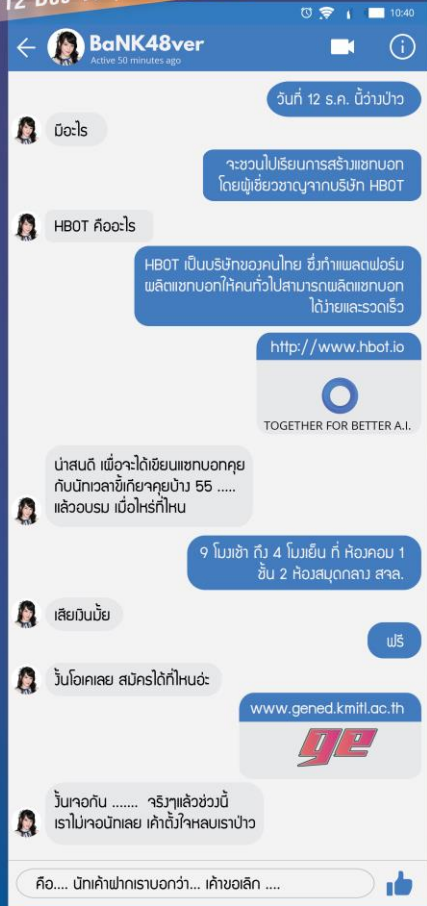 10:40
BaNK48ver
Active 50 minutes ago
วันที่ 12 ธ.ค. นี้ว่างป่าว
มีอะไร
จะชวนไปเรียนการสร้างแชทบอท
โดยผู้เชี่ยวชาญจากบริษัท HBOT
HBOT คืออะไร
HBOT เป็นบริษัทของคนไทย ซึ่งทำแพลตฟอร์ม
ผลิตแชทบอทให้คนทั่วไปสามารถผลิตแชทบอท
ได้ง่ายและรวดเร็ว
http://www.hbot.io
TOGETHER FOR BETTER A.I.
น่าสนดี เผื่อจะได้เขียนแชทบอทคุย
กับนัทเวลาขี้เกียจคุยบ้าง 55 .....
แล้วอบรม เมื่อไหร่ที่ไหน
9 โมงเช้า ถึง 4 โมงเย็น ที่ ห้องคอม 1
ชั้น 2 ห้องสมุดกลาง สจล.
เสียเงินมั้ย
ฟรี
งั้นโอเคเลย สมัครได้ที่ไหนอ่ะ
www.gened.kmitl.ac.th
ge
งั้นเจอกัน ....... จริงๆแล้วช่วงนี้
เราไม่เจอนัทเลย เค้าตั้งใจหลบเราป่าว
คือ.... นัทเค้าฝากเราบอกว่า... เค้าขอเลิก ....